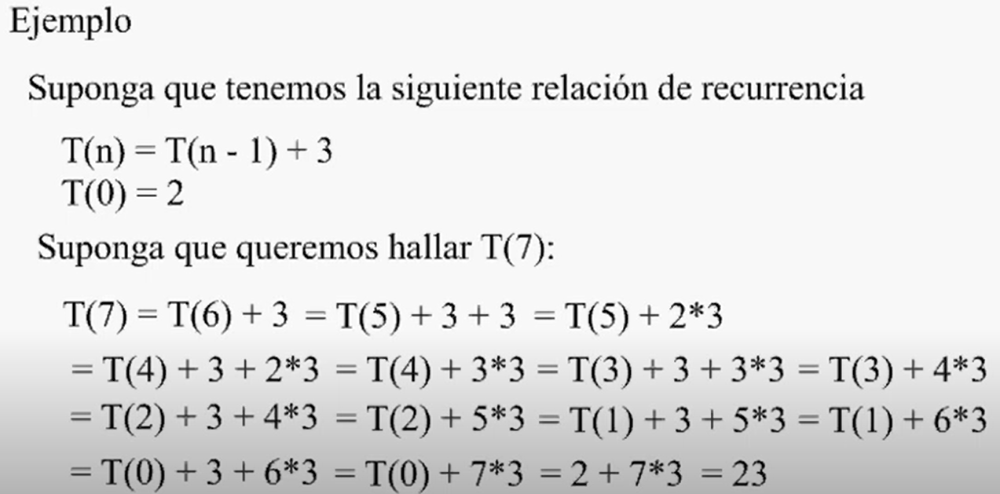 Ejemplo
Suponga que tenemos la siguiente relación de recurrencia
T(n) = T(n - 1) + 3
T(0) = 2
Suponga que queremos hallar T(7):
T(7) = T(6) + 3 = T(5) + 3 + 3 = T(5) + 2*3
= T(4) + 3 + 2*3 = T(4) + 3*3 = T(3) + 3 + 3*3 = T(3) + 4*3
= T(2) + 3 + 4*3 = T(2) + 5*3 = T(1) + 3 + 5*3 = T(1) + 6*3
= T(0) + 3 + 6*3 = T(0) + 7*3 = 2 + 7*3 = 23